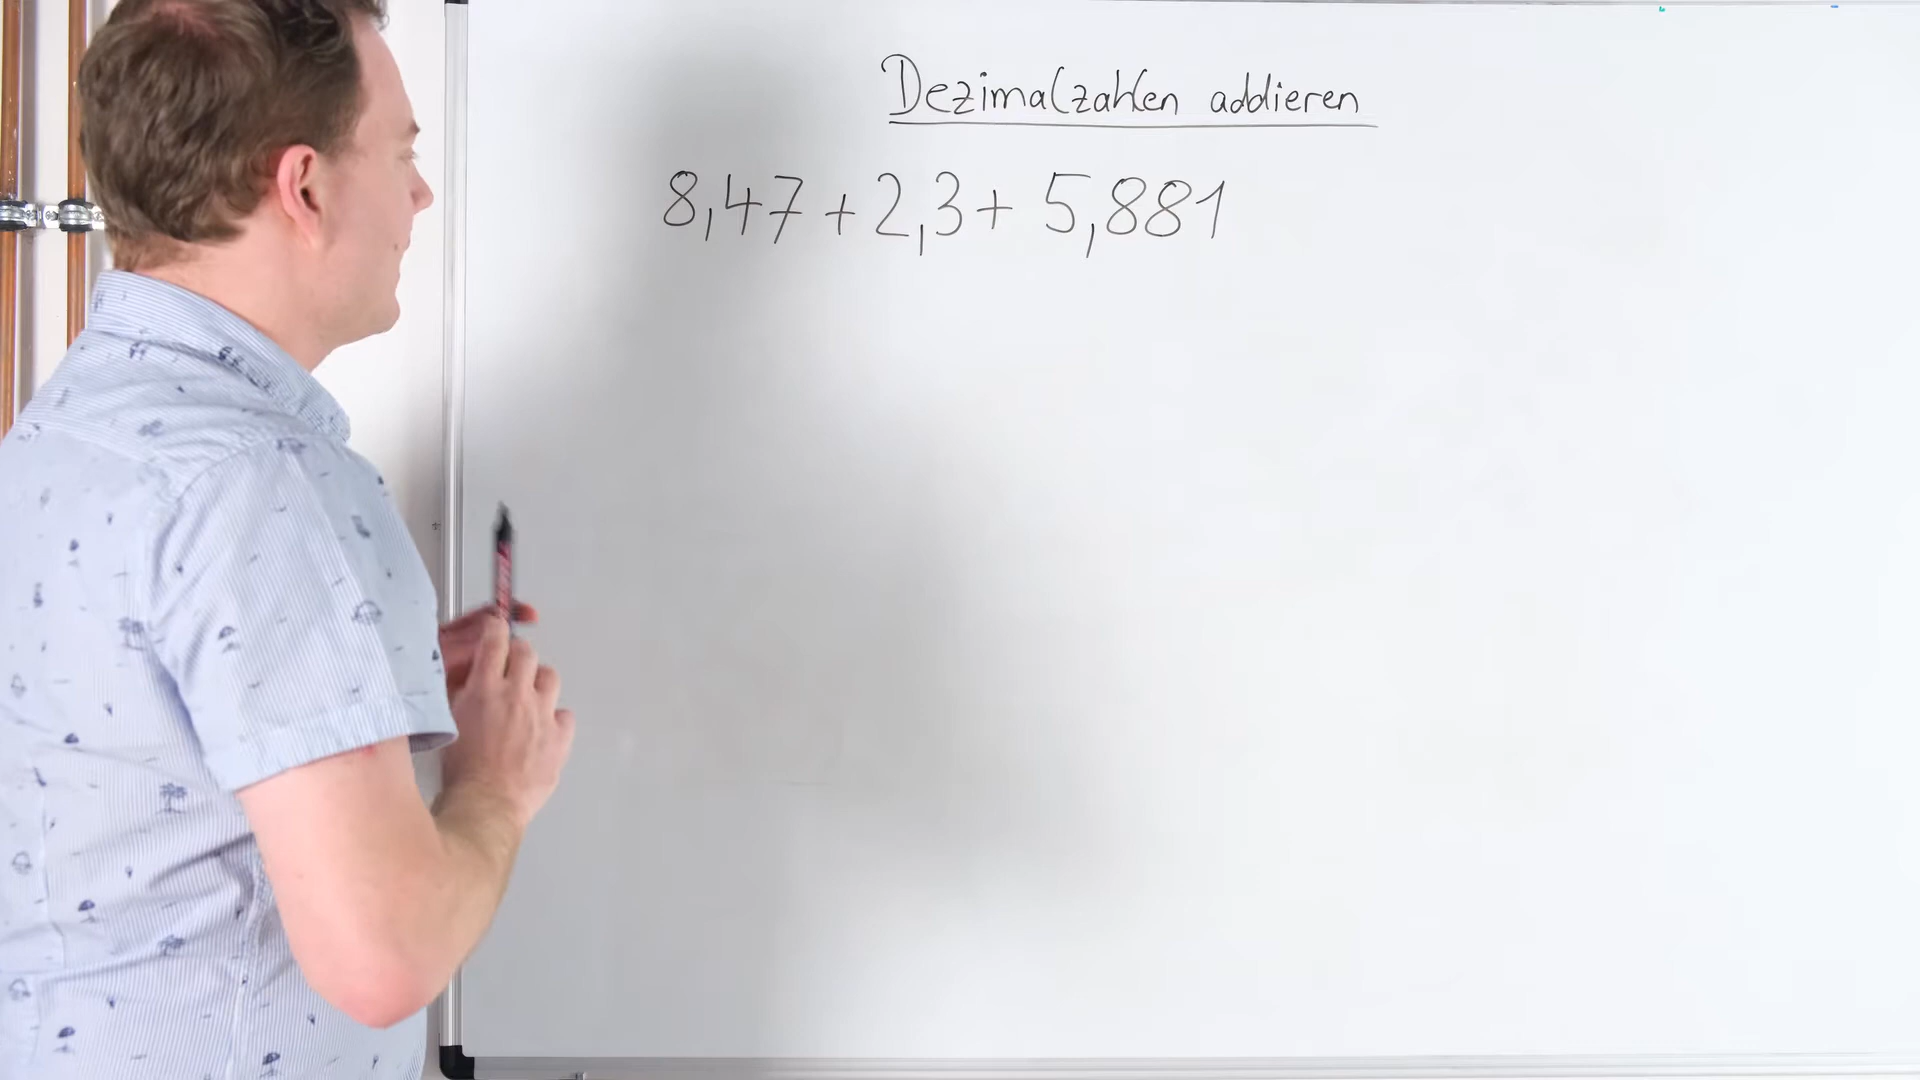 Dezimalzahlen addieren
8,47 + 2,3 + 5,881